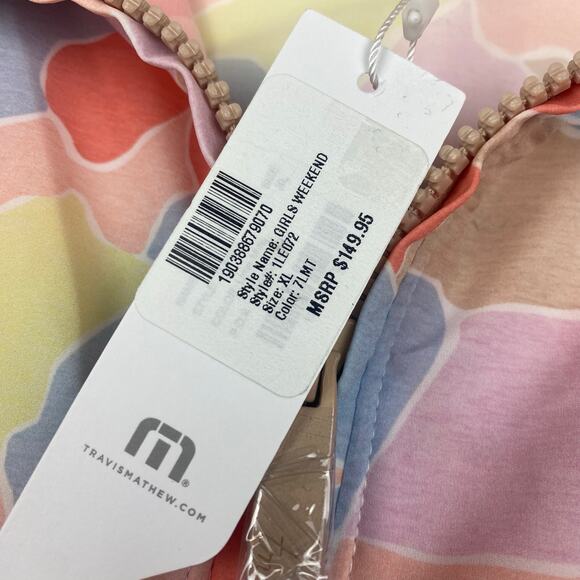 190388679070
Style Name: GIRLS WEEKEND
Style#: 1LE072
Size: XL
Color: 7LMT
MSRP $149.95
m
TRAVISMATHEW.COM